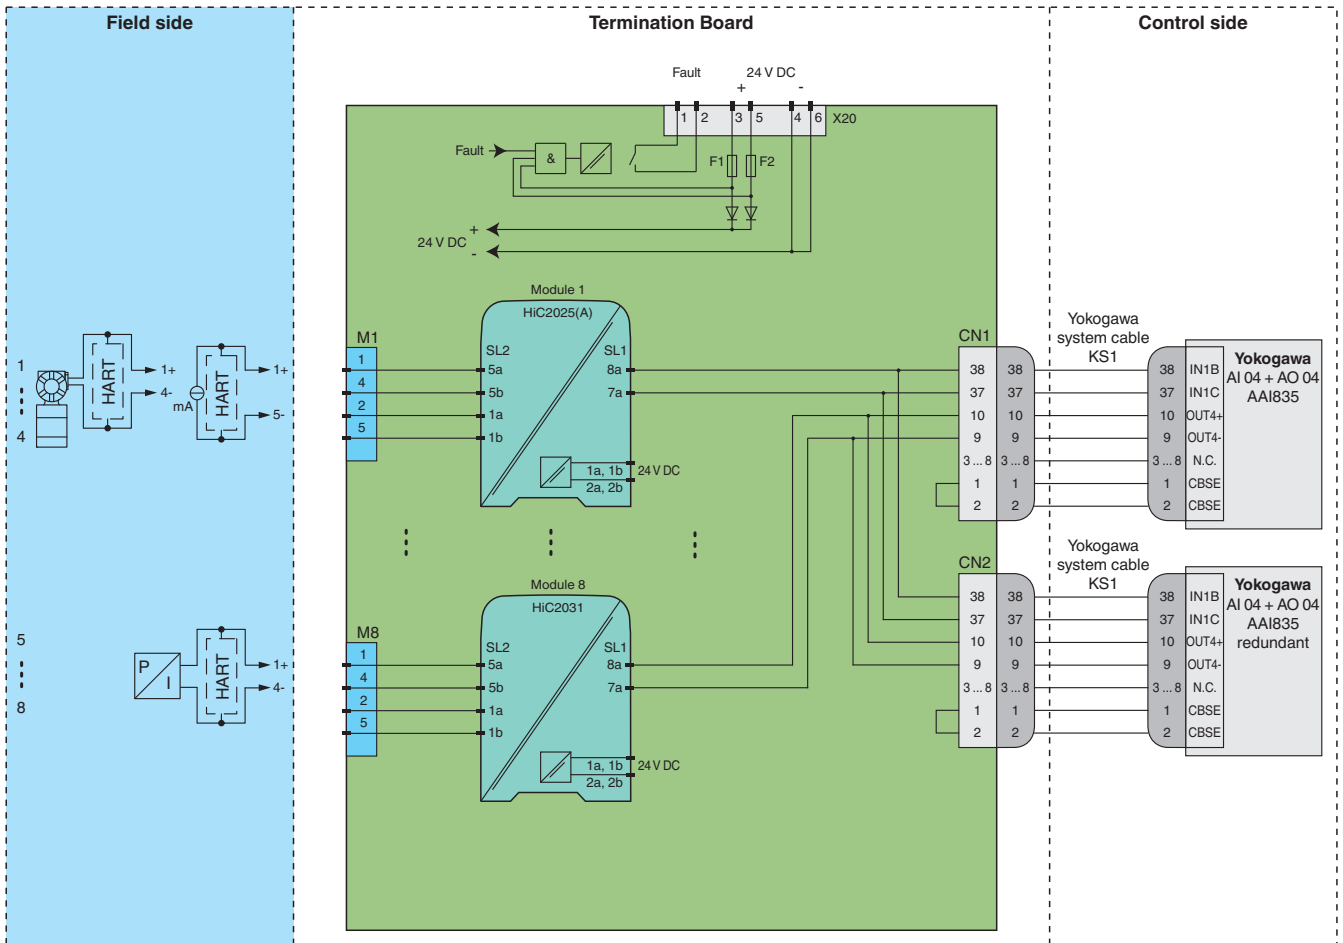 Field side
Termination Board
Control side
Fault
24 V DC
+
-
1
2
3
5
4
6
X20
Fault
&
F1
F2
+
24 V DC
-
Module 1
HiC2025(A)
M1
1
4
2
5
SL2
5a
5b
1a
1b
SL1
8a
7a
1a, 1b
2a, 2b
24 V DC
1
4
HART
1+
4-
mA
HART
1+
5-
CN1
38 38
37 37
10 10
9 9
3 ... 8 3 ... 8
1 1
2 2
Yokogawa
system cable
KS1
38 IN1B
37 IN1C
10 OUT4+
9 OUT4-
3 ... 8 N.C.
1 CBSE
2 CBSE
Yokogawa
AI 04 + AO 04
AAI835
Module 8
HiC2031
M8
1
4
2
5
SL2
5a
5b
1a
1b
SL1
8a
7a
1a, 1b
2a, 2b
24 V DC
5
8
P
I
HART
1+
4-
CN2
38 38
37 37
10 10
9 9
3 ... 8 3 ... 8
1 1
2 2
Yokogawa
system cable
KS1
38 IN1B
37 IN1C
10 OUT4+
9 OUT4-
3 ... 8 N.C.
1 CBSE
2 CBSE
Yokogawa
AI 04 + AO 04
AAI835
redundant